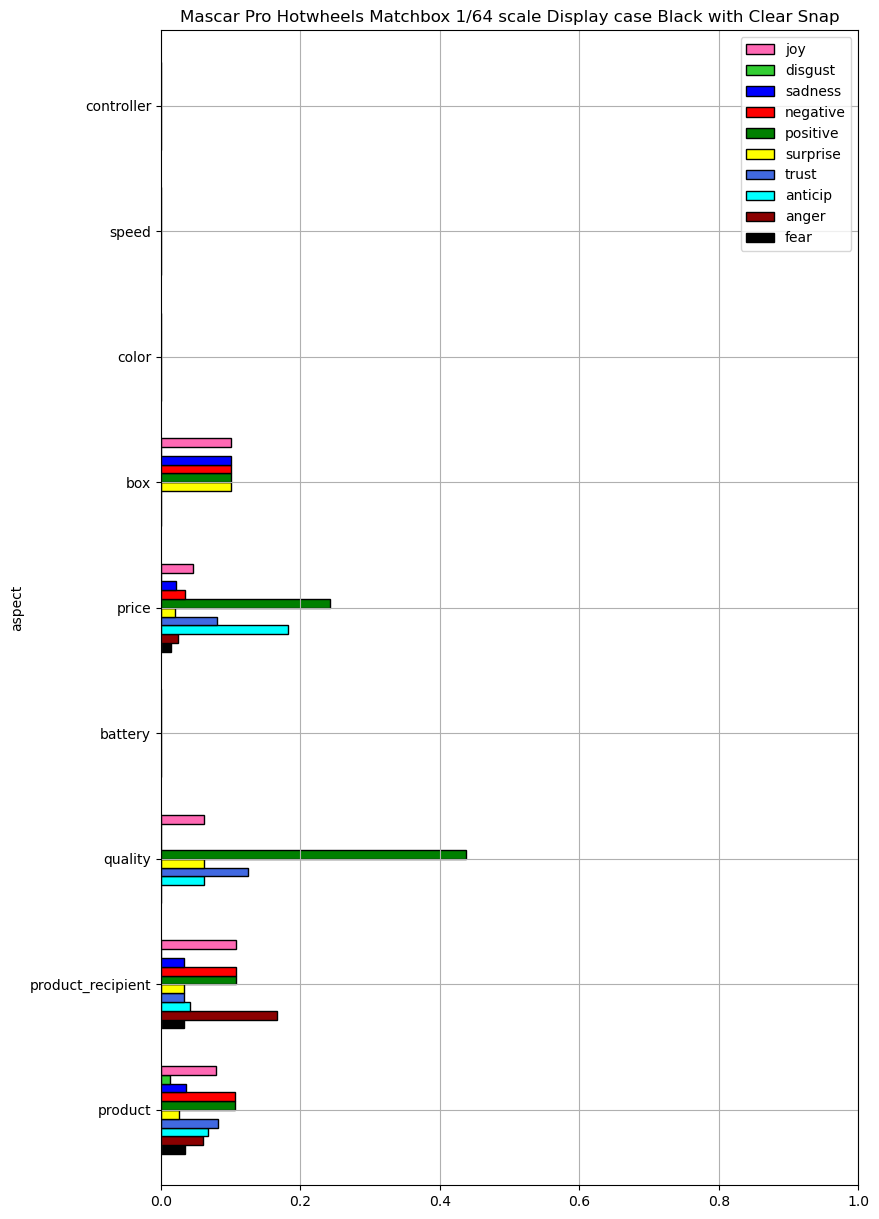 Mascar Pro Hotwheels Matchbox 1/64 scale Display case Black with Clear Snap
joy
disgust
sadness
negative
positive
surprise
trust
anticip
anger
fear
controller
speed
color
box
price
battery
quality
product_recipient
product
aspect
0.0 0.2 0.4 0.6 0.8 1.0